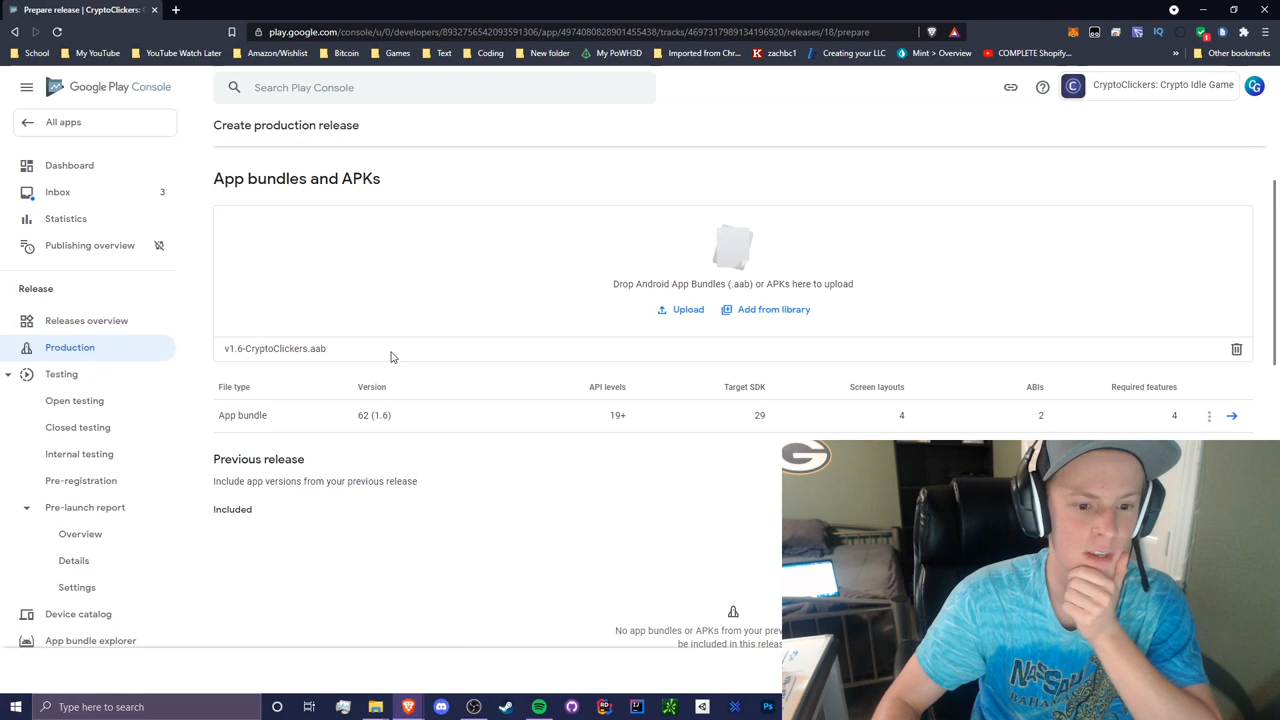 Prepare release | CryptoClickers:
play.google.com/console/u/0/developers/8932756542093591306/app/4974080828901455438/tracks/4697317989134196920/releases/18/prepare
School
My YouTube
YouTube Watch Later
Amazon/Wishlist
Bitcoin
Games
Text
Coding
New folder
My PoWH3D
Imported from Chr...
zachbc1
Creating your LLC
Mint > Overview
COMPLETE Shopify...
»
Other bookmarks
Google Play Console
Search Play Console
CryptoClickers: Crypto Idle Game
All apps
Create production release
Dashboard
Inbox 3
Statistics
Publishing overview
Release
Releases overview
Production
Testing
Open testing
Closed testing
Internal testing
Pre-registration
Pre-launch report
Overview
Details
Settings
Device catalog
App bundle explorer
App bundles and APKs
Drop Android App Bundles (.aab) or APKs here to upload
Upload
Add from library
v1.6-CryptoClickers.aab
File type Version API levels Target SDK Screen layouts ABIs Required features
App bundle 62 (1.6) 19+ 29 4 2 4
Previous release
Include app versions from your previous release
Included
No app bundles or APKs from your
be included in this
NASSAU
BAHAM
Type here to search